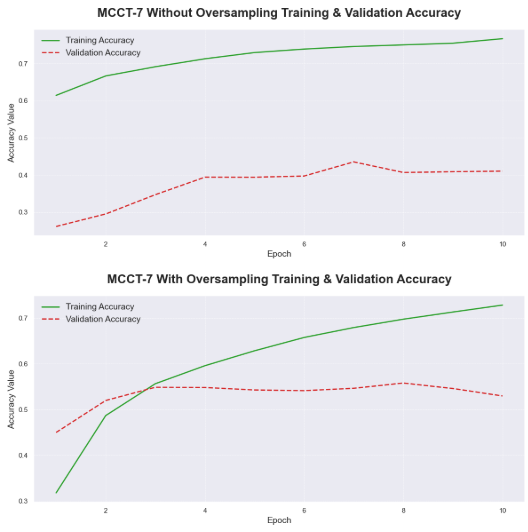 MCCT-7 Without Oversampling Training & Validation Accuracy
Training Accuracy
Validation Accuracy
0.7
0.6
0.5
0.4
0.3
Accuracy Value
2 4 6 8 10
Epoch
MCCT-7 With Oversampling Training & Validation Accuracy
Training Accuracy
Validation Accuracy
0.7
0.6
0.5
0.4
0.3
Accuracy Value
2 4 6 8 10
Epoch